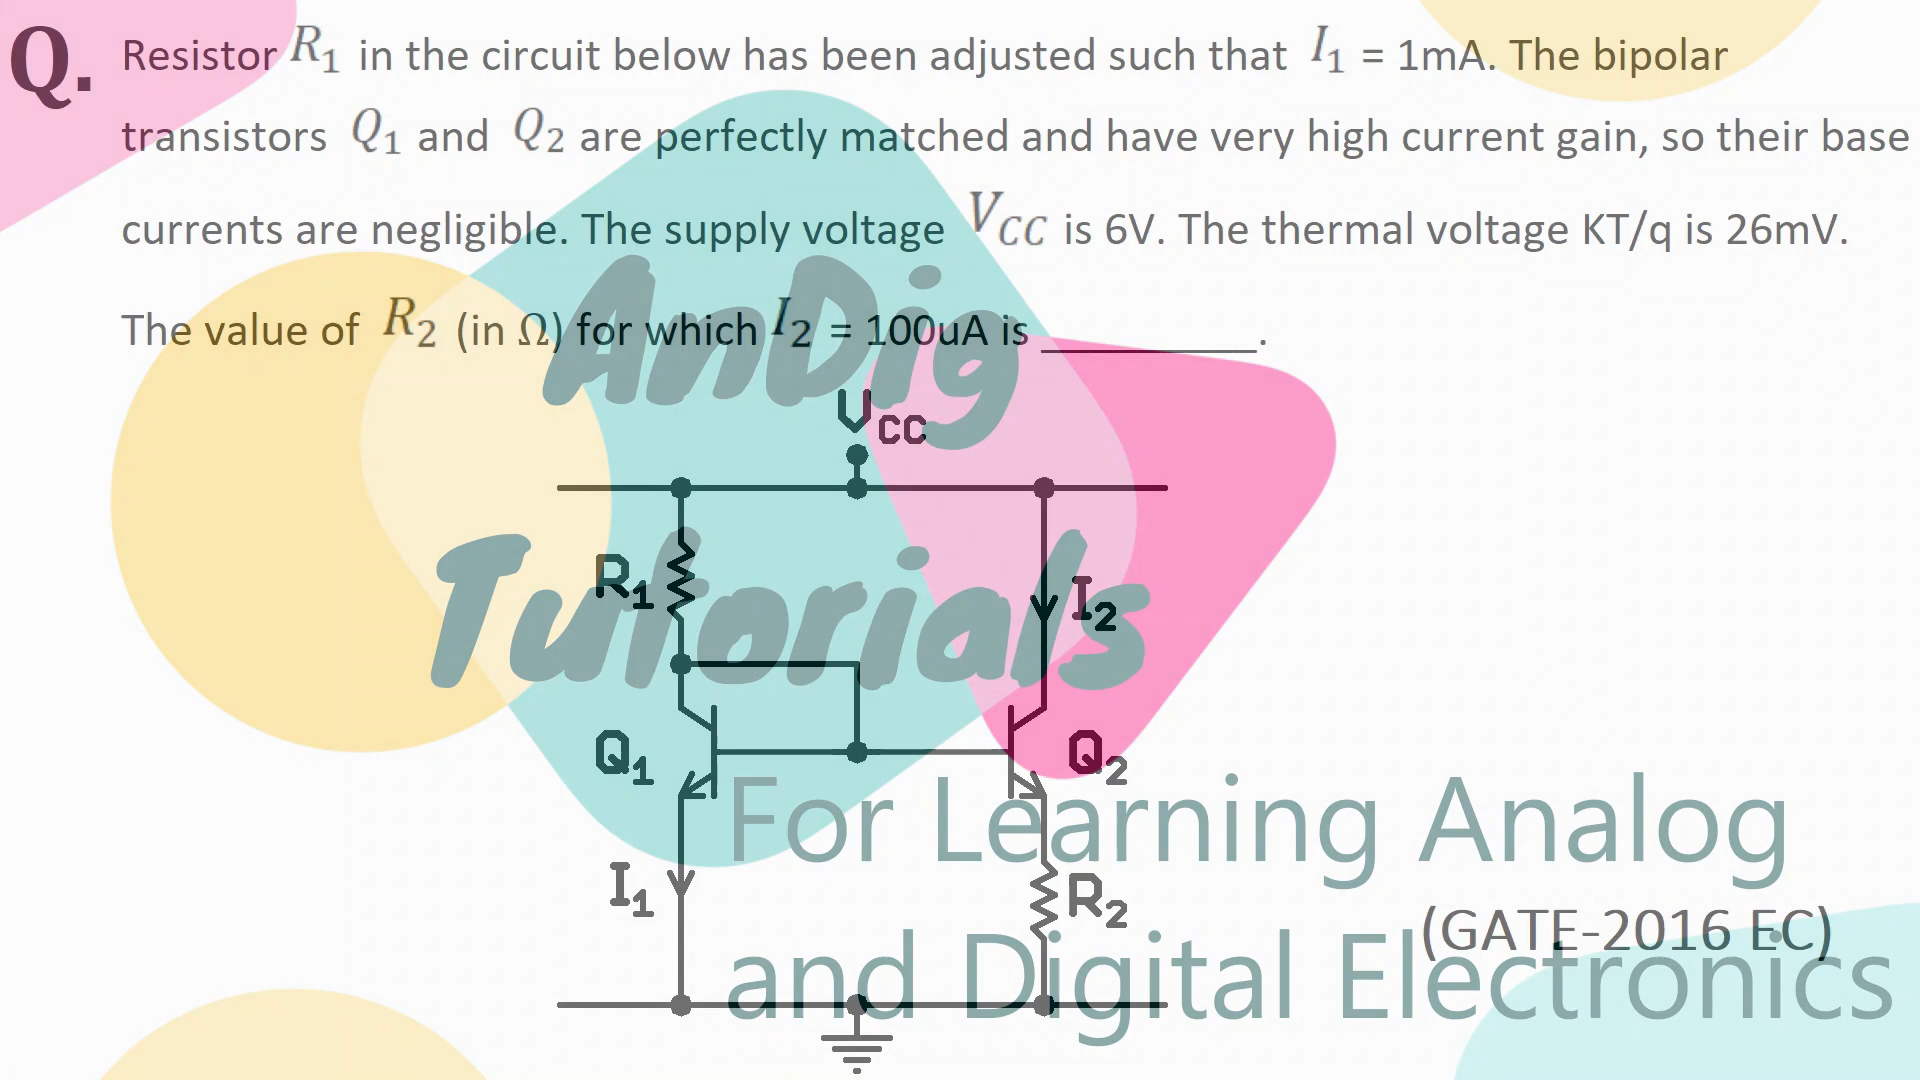 Q. Resistor R1 in the circuit below has been adjusted such that I1 = 1mA. The bipolar
transistors Q1 and Q2 are perfectly matched and have very high current gain, so their base
currents are negligible. The supply voltage VCC is 6V. The thermal voltage KT/q is 26mV.
The value of R2 (in Ω) for which I2 = 100uA is __________.
AnDig
VCC
Tutorials
R1
I2
Q1
Q2
For Learning Analog
I1
R2
(GATE-2016 EC)
and Digital Electronics